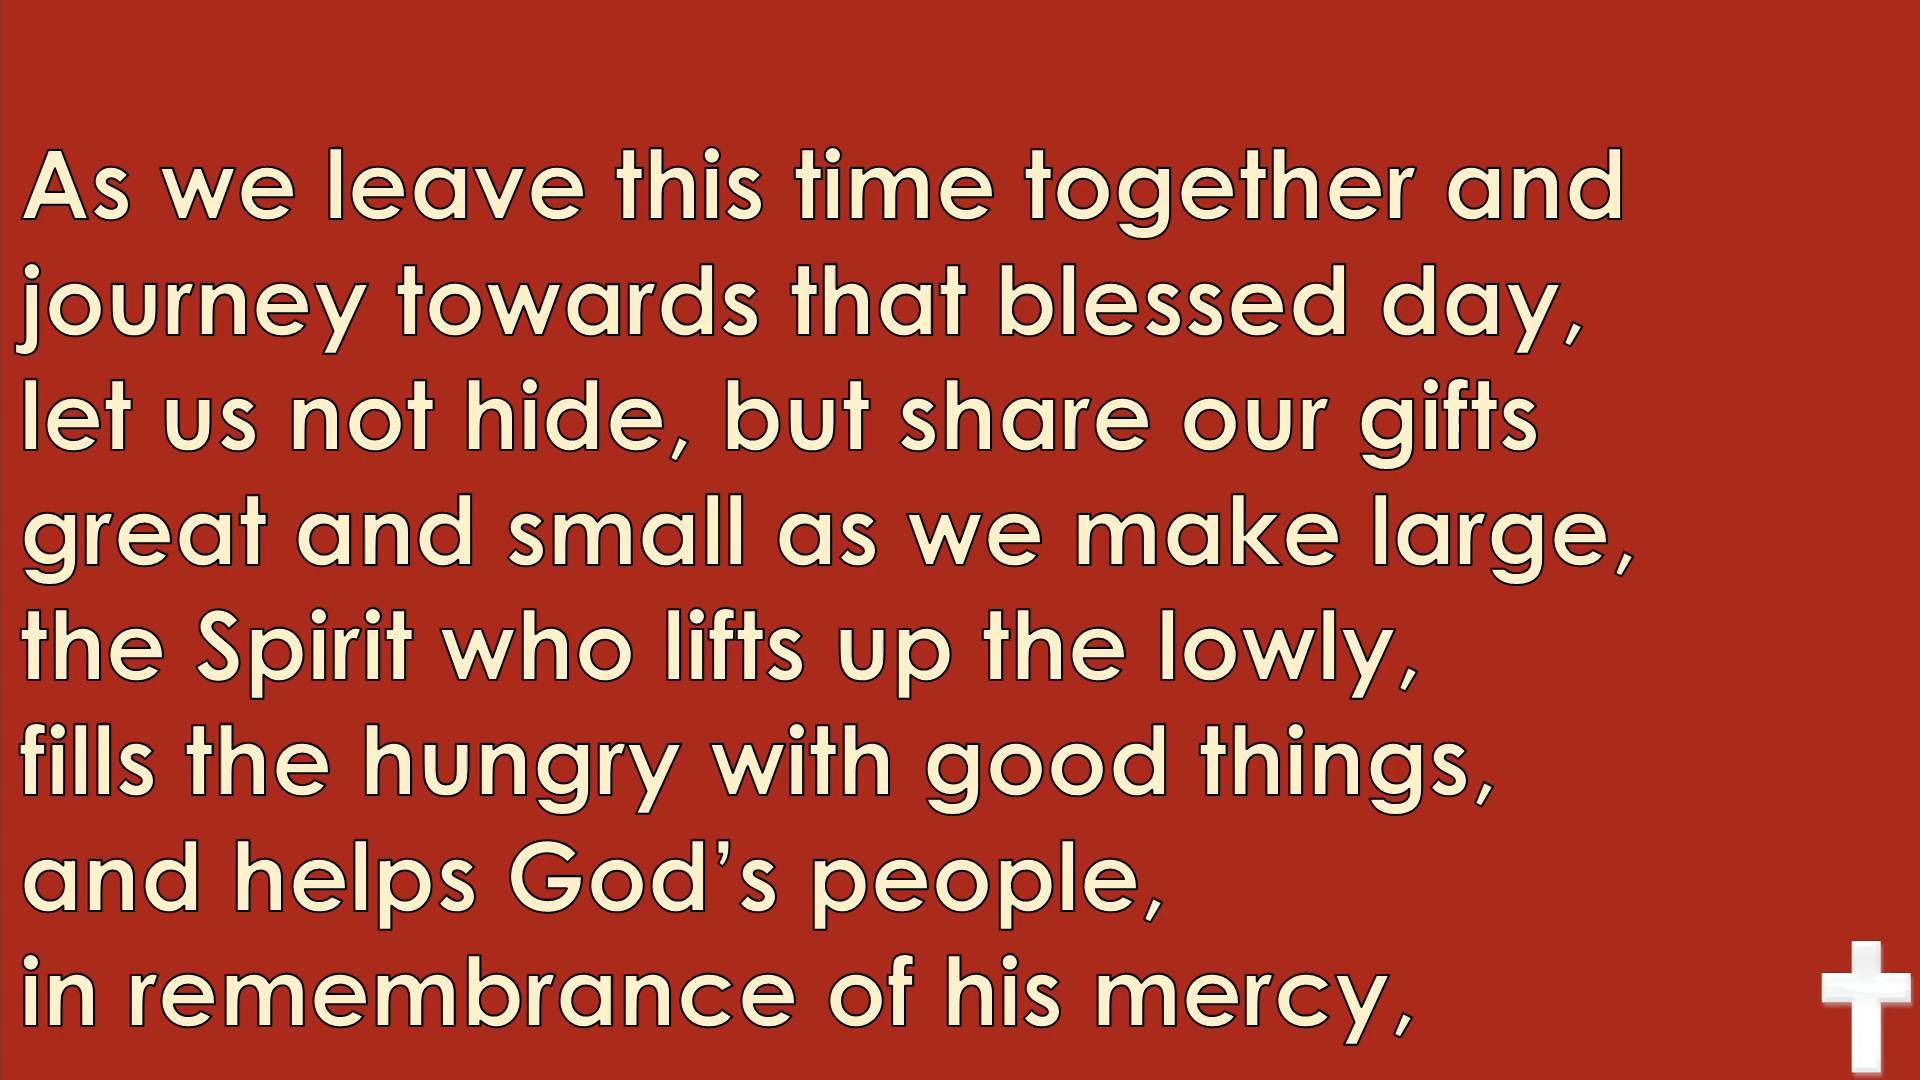 As we leave this time together and
journey towards that blessed day,
let us not hide, but share our gifts
great and small as we make large,
the Spirit who lifts up the lowly,
fills the hungry with good things,
and helps God’s people,
in remembrance of his mercy,